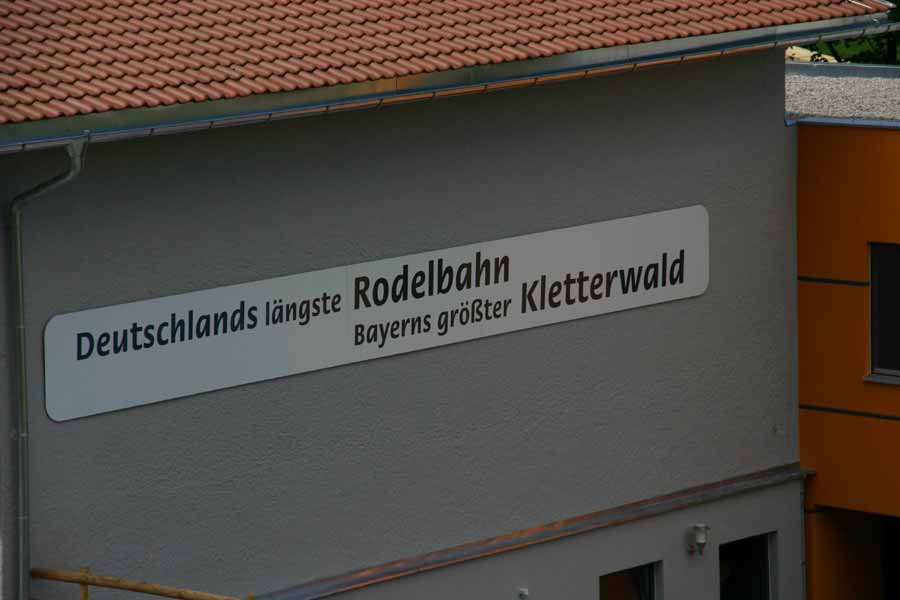 Deutschlands längste Rodelbahn
Bayerns größter Kletterwald